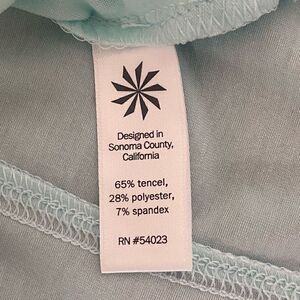 Designed in
Sonoma County,
California
65% tencel,
28% polyester,
7% spandex
RN #54023